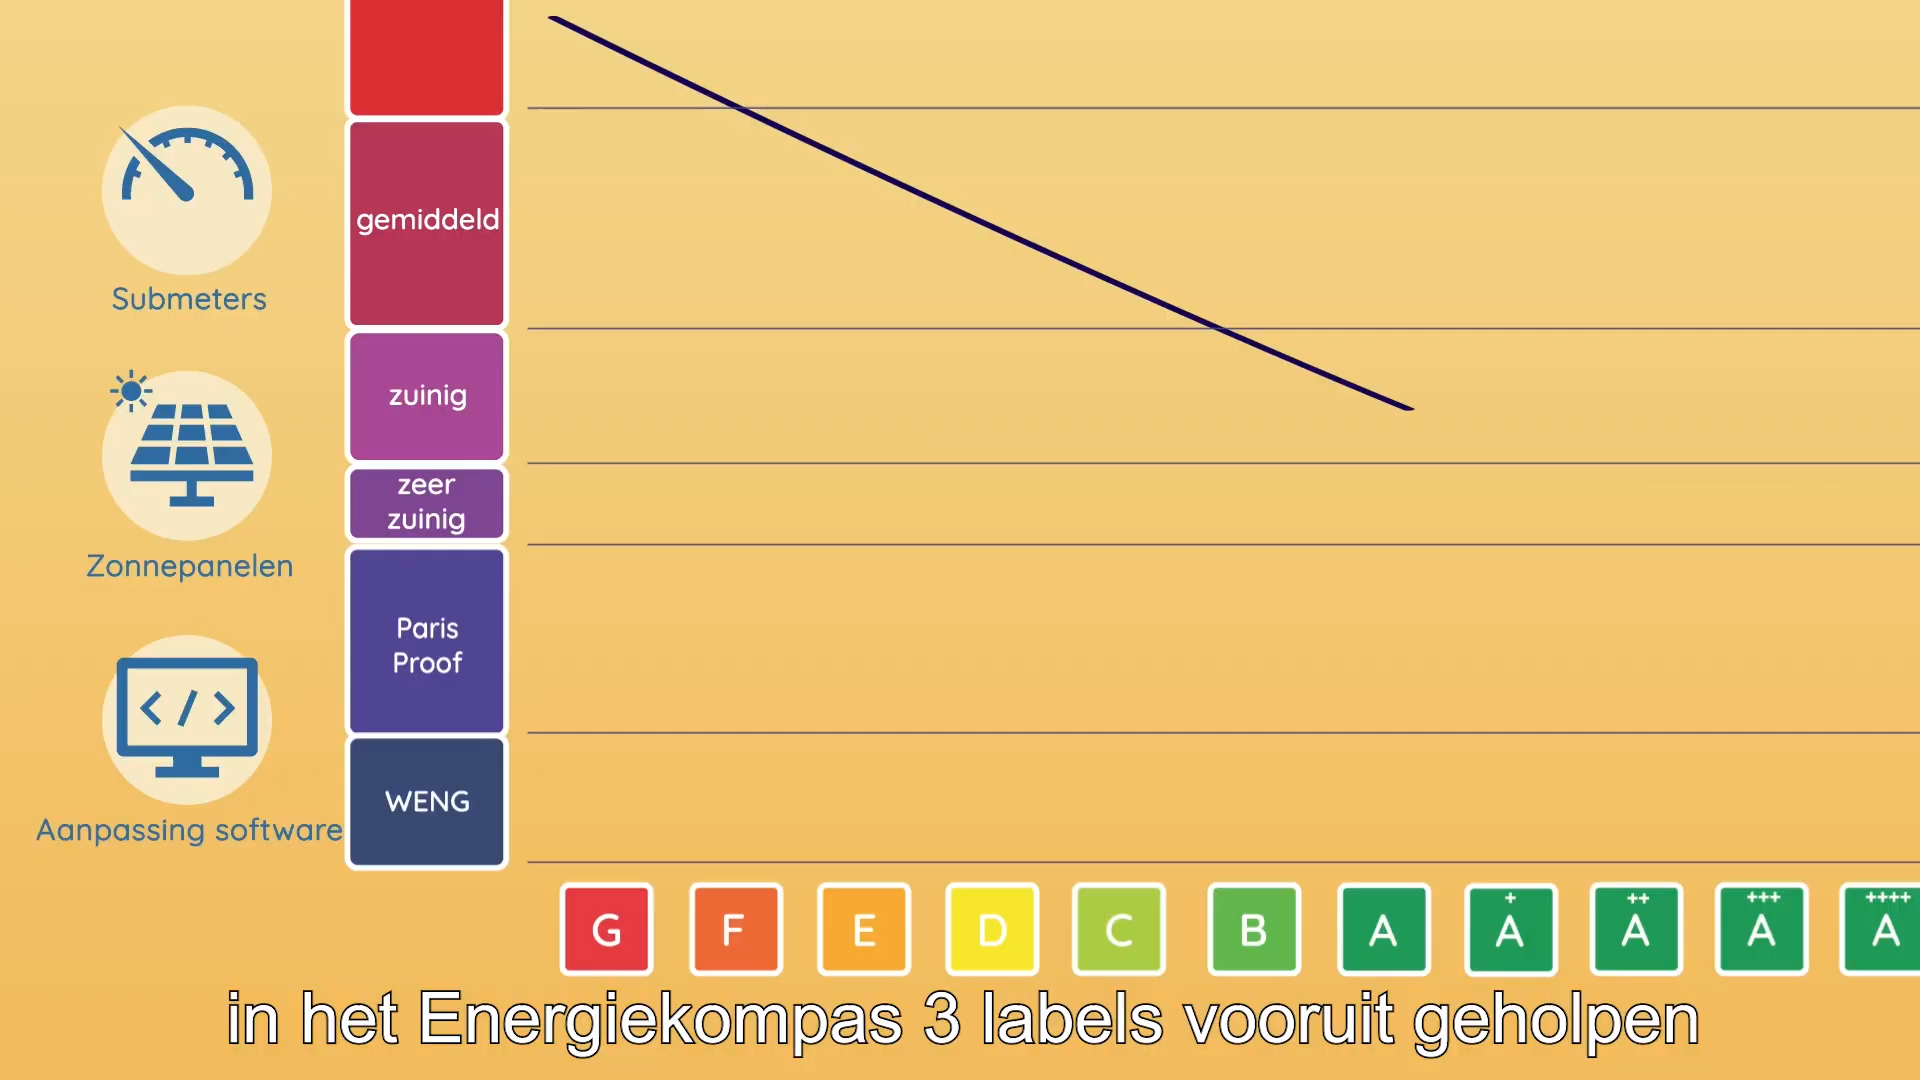 Submeters
Zonnepanelen
Aanpassing software
gemiddeld
zuinig
zeer
zuinig
Paris
Proof
WENG
G F E D C B A A+ A++ A+++ A++++
in het Energiekompas 3 labels vooruit geholpen